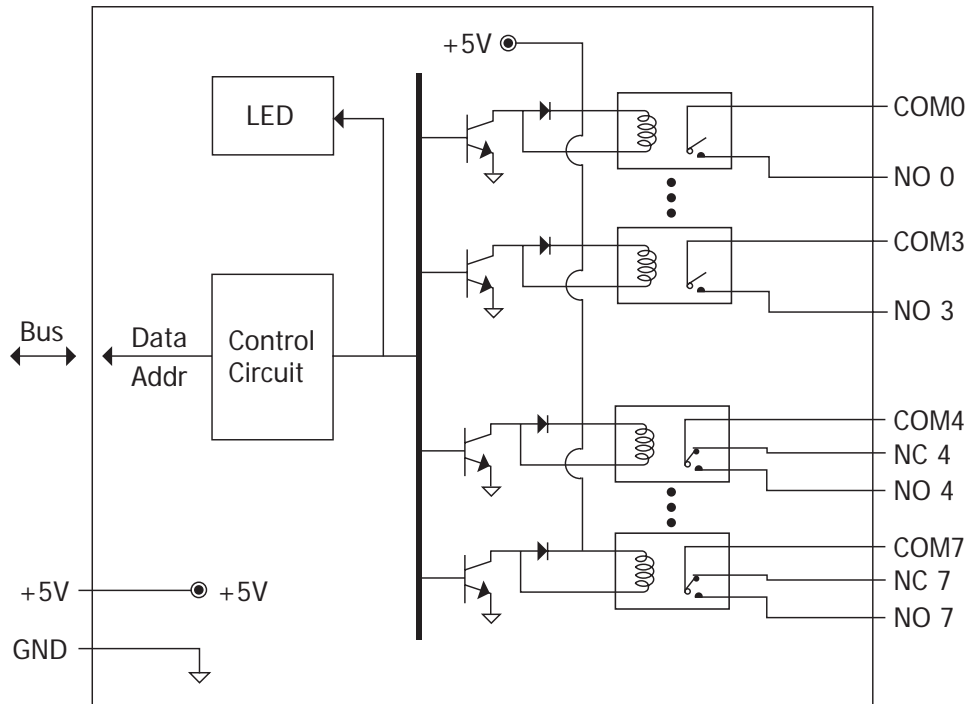 +5V
LED
COM0
NO 0
COM3
NO 3
Bus
Data
Addr
Control
Circuit
COM4
NC 4
NO 4
COM7
NC 7
NO 7
+5V
+5V
GND